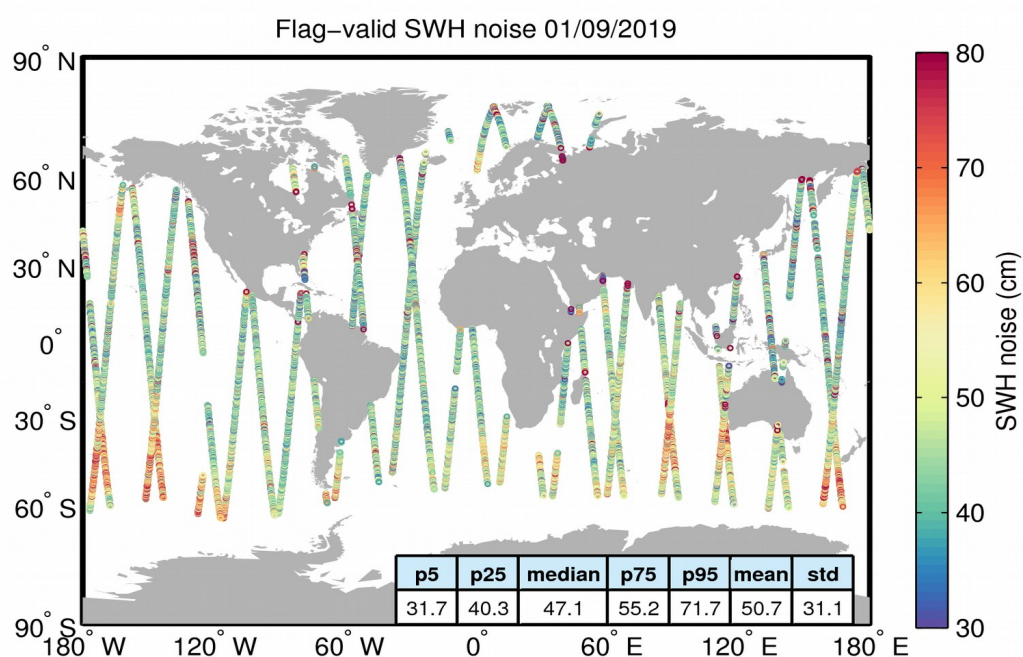 Flag−valid SWH noise 01/09/2019
90° N
60° N
30° N
0°
30° S
60° S
90° S
180° W
120° W
60° W
0°
60° E
120° E
180° E
80
70
60
50
40
30
SWH noise (cm)
p5 p25 median p75 p95 mean std
31.7 40.3 47.1 55.2 71.7 50.7 31.1